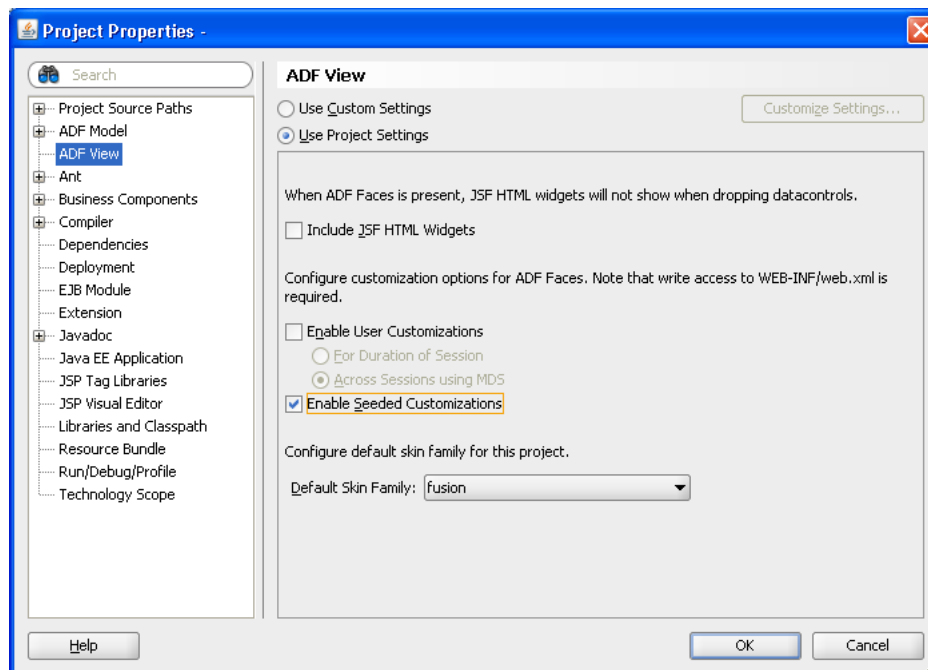 Project Properties -
Search
Project Source Paths
ADF Model
ADF View
Ant
Business Components
Compiler
Dependencies
Deployment
EJB Module
Extension
Javadoc
Java EE Application
JSP Tag Libraries
JSP Visual Editor
Libraries and Classpath
Resource Bundle
Run/Debug/Profile
Technology Scope
ADF View
Use Custom Settings
Customize Settings...
Use Project Settings
When ADF Faces is present, JSF HTML widgets will not show when dropping datacontrols.
Include JSF HTML Widgets
Configure customization options for ADF Faces. Note that write access to WEB-INF/web.xml is
required.
Enable User Customizations
For Duration of Session
Across Sessions using MDS
Enable Seeded Customizations
Configure default skin family for this project.
Default Skin Family: fusion
Help
OK
Cancel